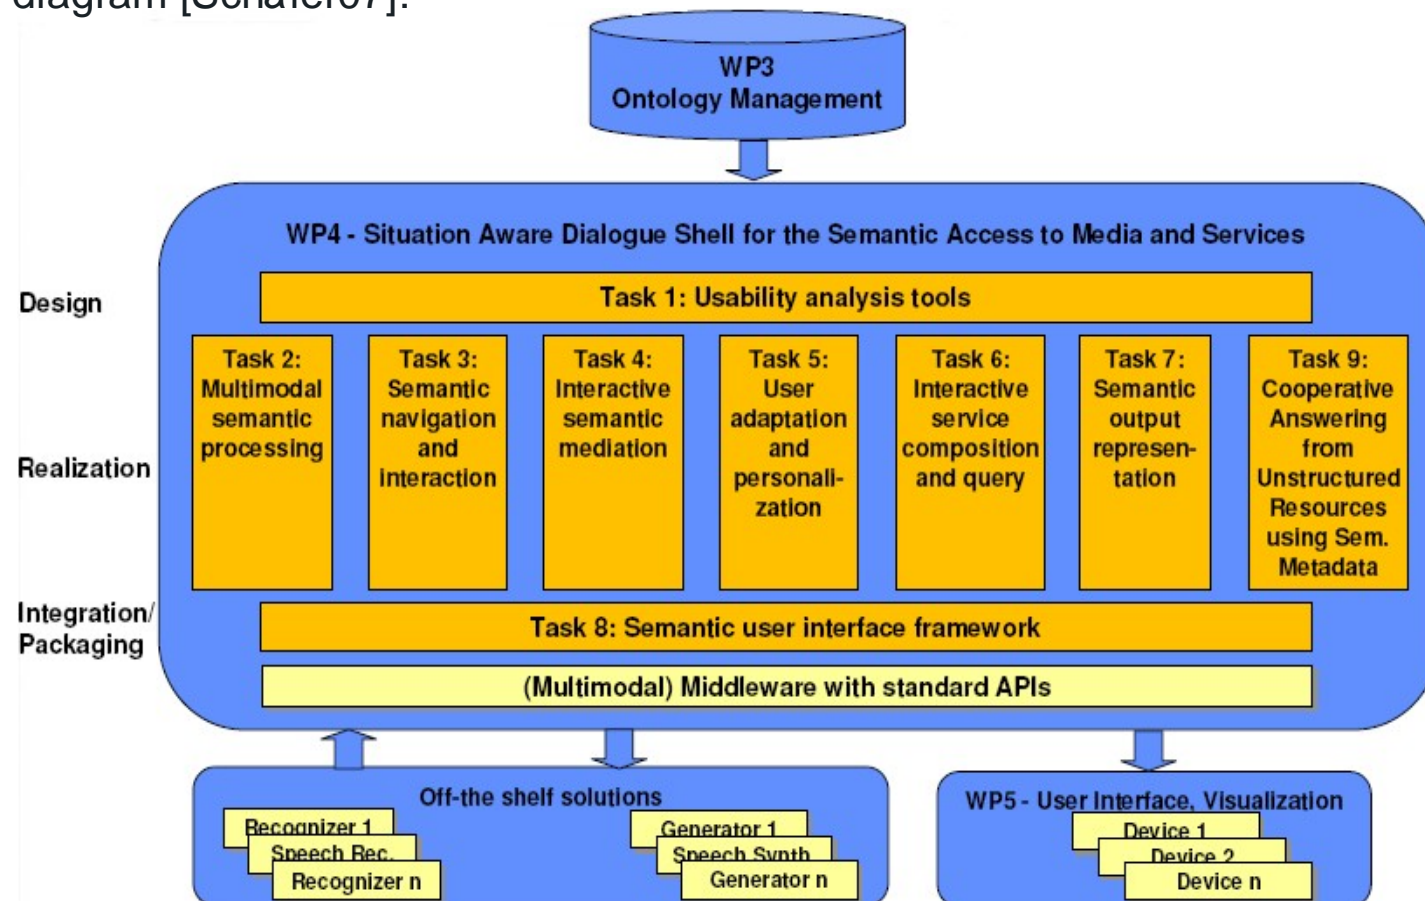 diagram [Schäfer07].
WP3
Ontology Management
WP4 - Situation Aware Dialogue Shell for the Semantic Access to Media and Services
Design
Task 1: Usability analysis tools
Realization
Task 2:
Multimodal
semantic
processing
Task 3:
Semantic
navigation
and
interaction
Task 4:
Interactive
semantic
mediation
Task 5:
User
adaptation
and
personali-
zation
Task 6:
Interactive
service
composition
and query
Task 7:
Semantic
output
represen-
tation
Task 9:
Cooperative
Answering
from
Unstructured
Resources
using Sem.
Metadata
Integration/
Packaging
Task 8: Semantic user interface framework
(Multimodal) Middleware with standard APIs
Off-the shelf solutions
Recognizer 1
Speech Rec.
Recognizer n
Generator 1
Speech Synth
Generator n
WP5 - User Interface, Visualization
Device 1
Device 2
Device n